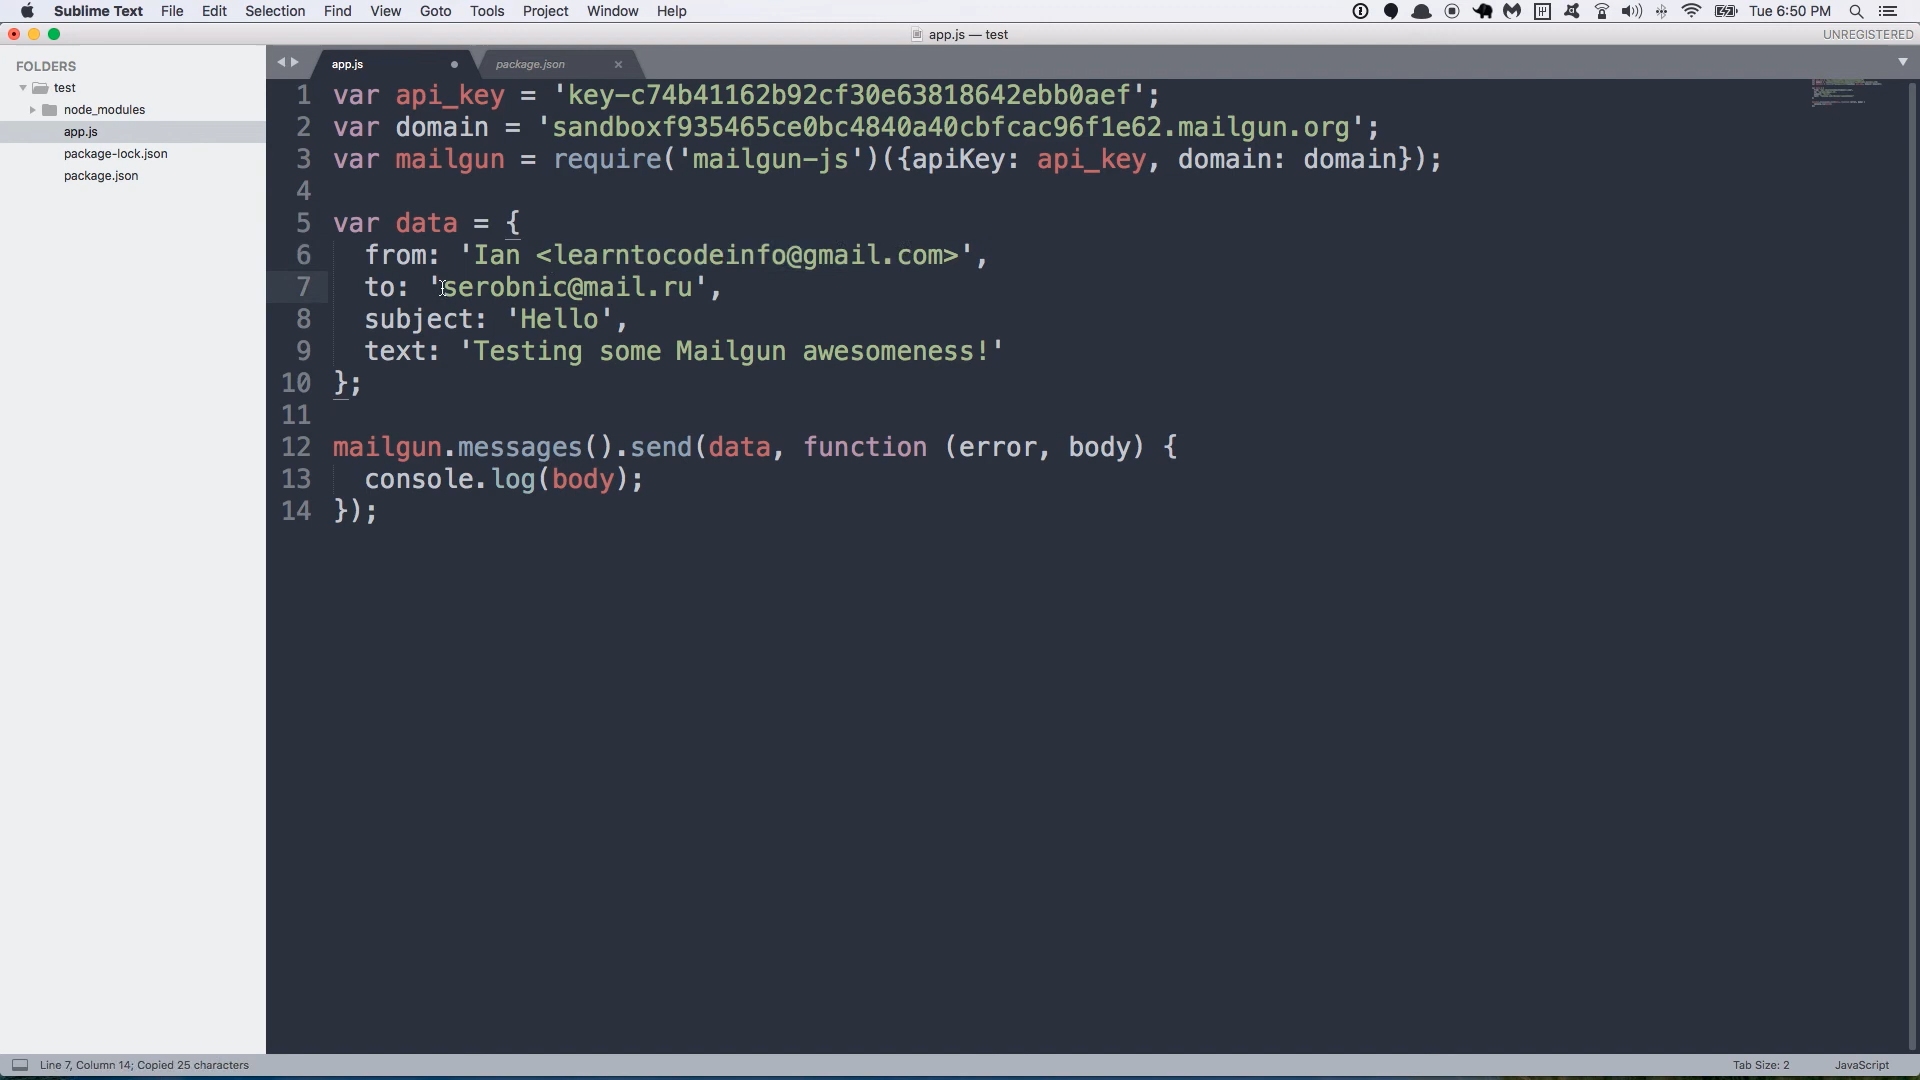 Sublime Text File Edit Selection Find View Goto Tools Project Window Help Tue 6:50 PM
app.js — test UNREGISTERED
FOLDERS
test
node_modules
app.js
package-lock.json
package.json
app.js package.json
1 var api_key = 'key-c74b41162b92cf30e63818642ebb0aef';
2 var domain = 'sandboxf935465ce0bc4840a40cbfcac96f1e62.mailgun.org';
3 var mailgun = require('mailgun-js')({apiKey: api_key, domain: domain});
4
5 var data = {
6 from: 'Ian <learntocodeinfo@gmail.com>',
7 to: 'serobnic@mail.ru',
8 subject: 'Hello',
9 text: 'Testing some Mailgun awesomeness!'
10 };
11
12 mailgun.messages().send(data, function (error, body) {
13 console.log(body);
14 });
Line 7, Column 14; Copied 25 characters Tab Size: 2 JavaScript